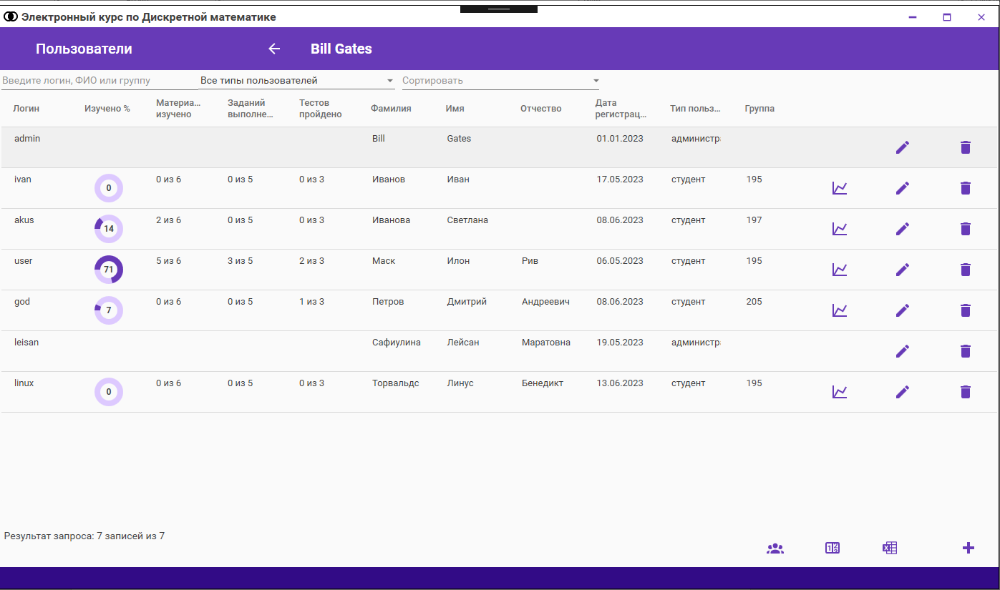 Электронный курс по Дискретной математике
Пользователи Bill Gates
Введите логин, ФИО или группу Все типы пользователей Сортировать
Логин Изучено % Материа... изучено Заданий выполне... Тестов пройдено Фамилия Имя Отчество Дата регистрац... Тип польз... Группа
admin Bill Gates 01.01.2023 администр
ivan 0 0 из 6 0 из 5 0 из 3 Иванов Иван 17.05.2023 студент 195
akus 14 2 из 6 0 из 5 0 из 3 Иванова Светлана 08.06.2023 студент 197
user 71 5 из 6 3 из 5 2 из 3 Маск Илон Рив 06.05.2023 студент 195
god 7 0 из 6 0 из 5 1 из 3 Петров Дмитрий Андреевич 08.06.2023 студент 205
leisan Сафиулина Лейсан Маратовна 19.05.2023 администр
linux 0 0 из 6 0 из 5 0 из 3 Торвальдс Линус Бенедикт 13.06.2023 студент 195
Результат запроса: 7 записей из 7